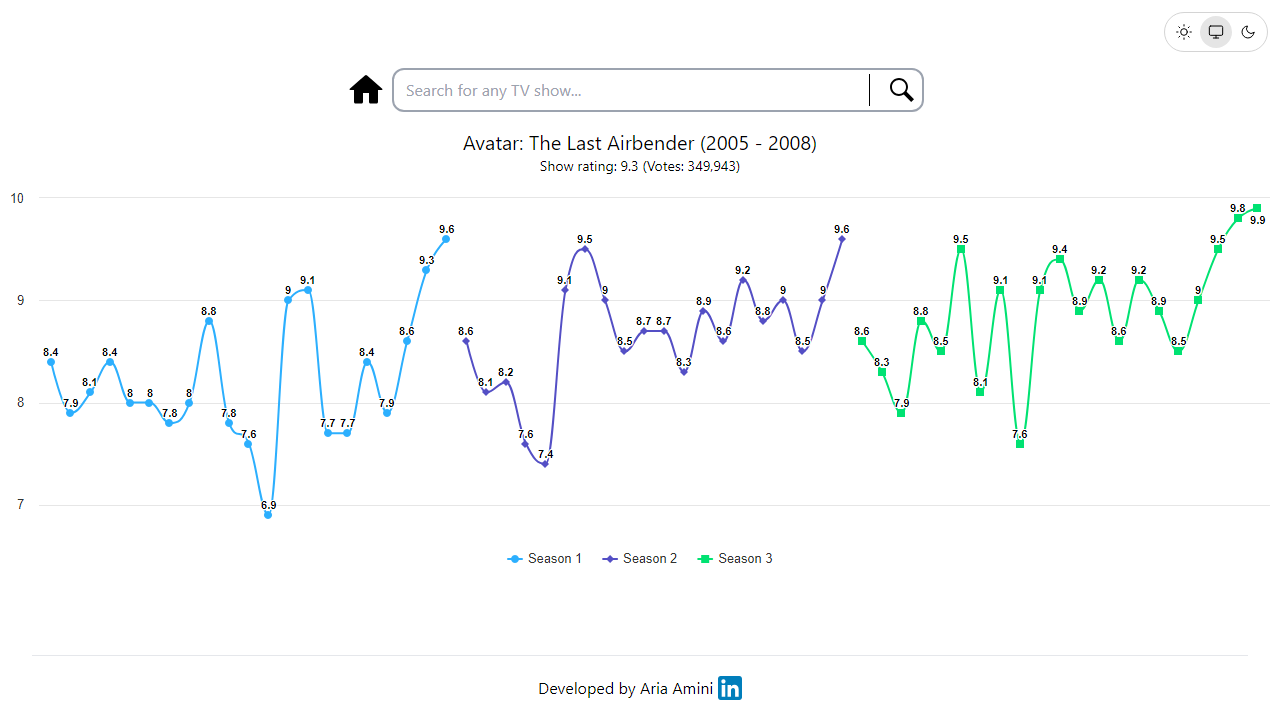 Search for any TV show...
Avatar: The Last Airbender (2005 - 2008)
Show rating: 9.3 (Votes: 349,943)
10
9
8
7
8.4 7.9 8.1 8.4 8 8 7.8 8 8.8 7.8 7.6 6.9 9 9.1 7.7 7.7 8.4 7.9 8.6 9.3 9.6
8.6 8.1 8.2 7.6 7.4 9.1 9.5 9 8.5 8.7 8.7 8.3 8.9 8.6 9.2 8.8 9 8.5 9 9.6
8.6 8.3 7.9 8.8 8.5 9.5 8.1 9.1 7.6 9.1 9.4 8.9 9.2 8.6 9.2 8.9 8.5 9 9.5 9.8 9.9
Season 1 Season 2 Season 3
Developed by Aria Amini in